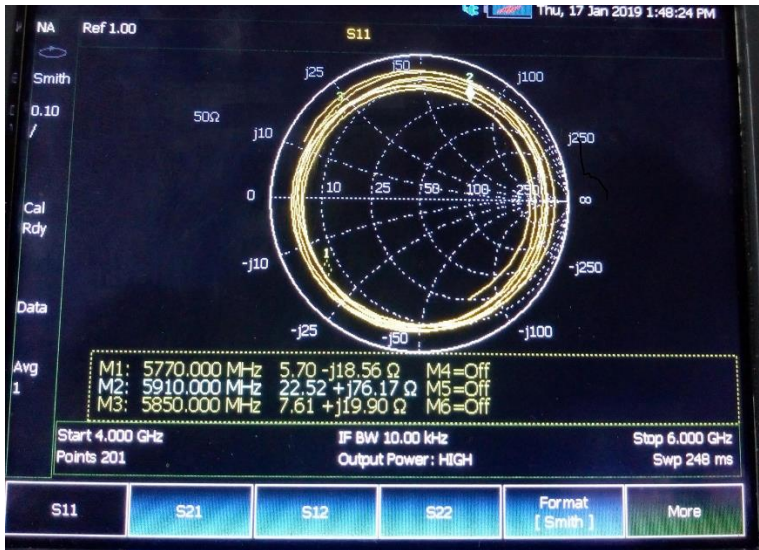 Thu, 17 Jan 2019 1:48:24 PM
NA
Ref 1.00
S11
Smith
0.10
/
50Ω
Cal
Rdy
Data
Avg
1
j10
j25
j50
j100
j250
0
10
25
50
100
250
∞
-j10
-j25
-j50
-j100
-j250
1
2
3
M1: 5770.000 MHz 5.70 -j18.56 Ω M4=Off
M2: 5910.000 MHz 22.52 +j76.17 Ω M5=Off
M3: 5850.000 MHz 7.61 +j19.90 Ω M6=Off
Start 4.000 GHz IF BW 10.00 kHz Stop 6.000 GHz
Points 201 Output Power: HIGH Swp 248 ms
S11 S21 S12 S22 Format More
[ Smith ]